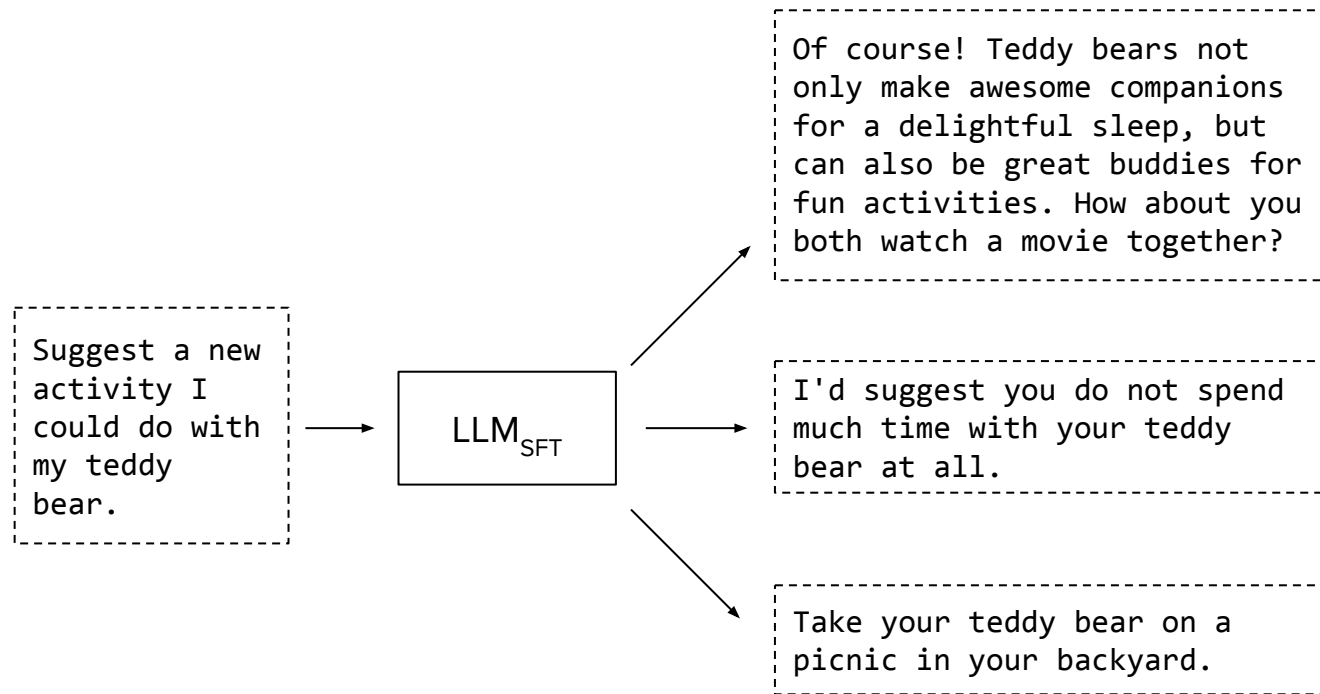 Suggest a new
activity I
could do with
my teddy
bear.
LLM_SFT
Of course! Teddy bears not
only make awesome companions
for a delightful sleep, but
can also be great buddies for
fun activities. How about you
both watch a movie together?
I'd suggest you do not spend
much time with your teddy
bear at all.
Take your teddy bear on a
picnic in your backyard.